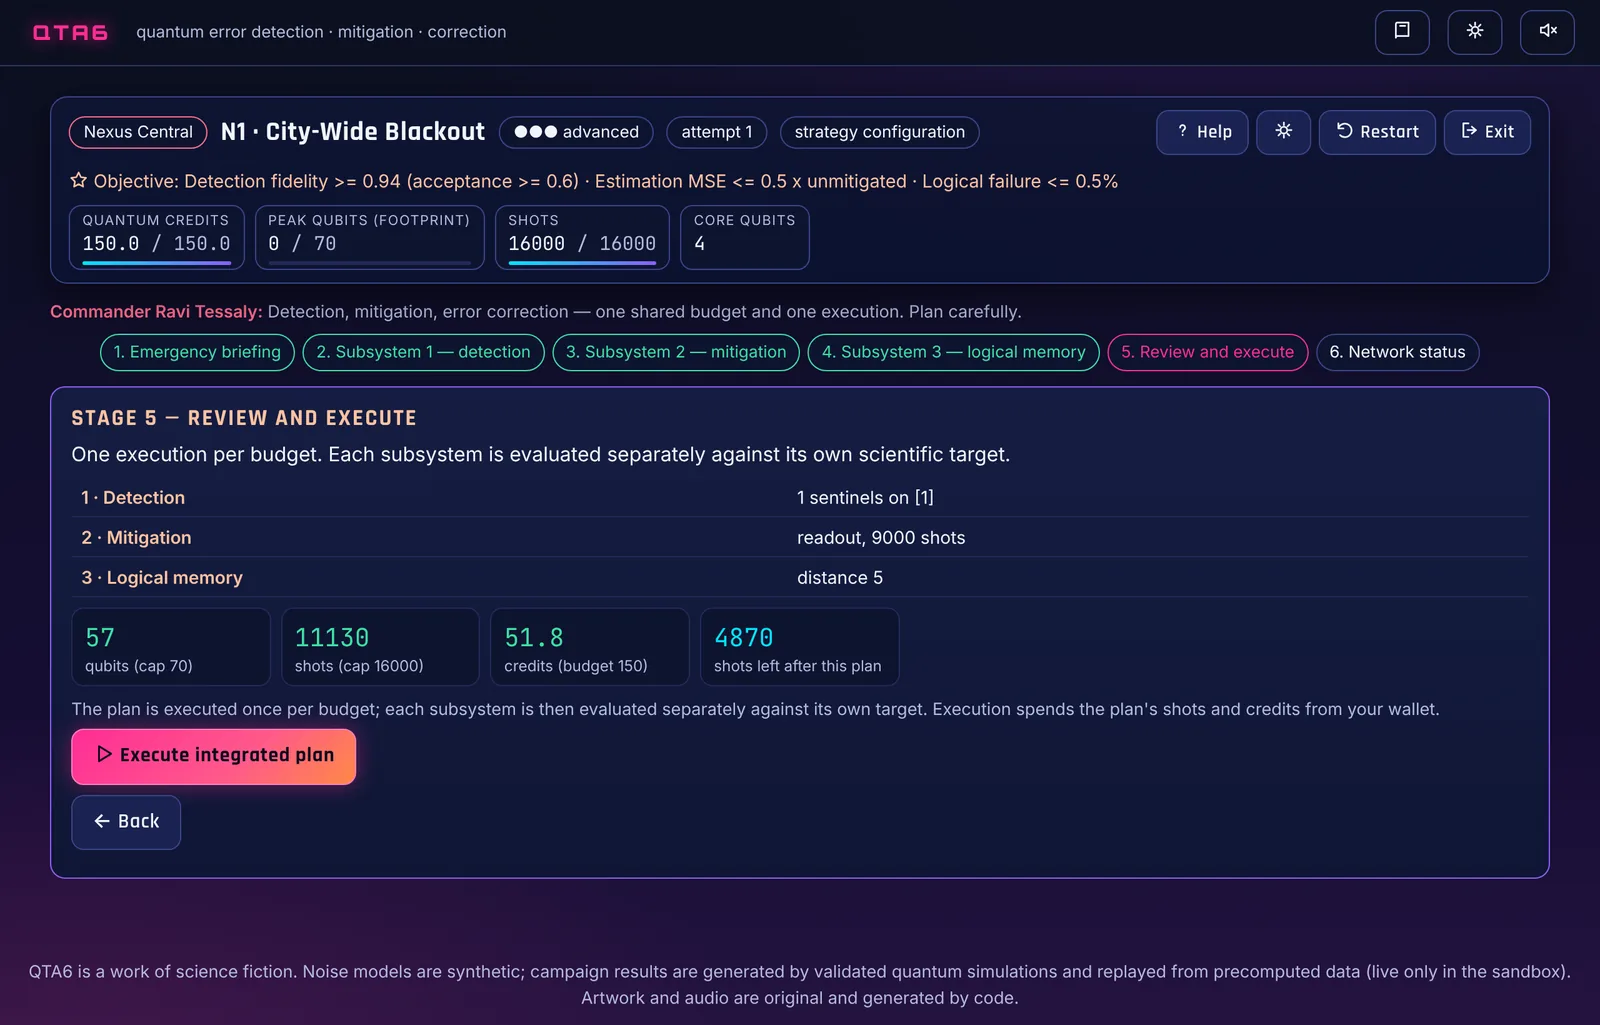 QTA6 quantum error detection · mitigation · correction
Nexus Central N1 · City-Wide Blackout ●●● advanced attempt 1 strategy configuration ? Help Restart Exit
Objective: Detection fidelity >= 0.94 (acceptance >= 0.6) · Estimation MSE <= 0.5 x unmitigated · Logical failure <= 0.5%
QUANTUM CREDITS PEAK QUBITS (FOOTPRINT) SHOTS CORE QUBITS
150.0 / 150.0 0 / 70 16000 / 16000 4
Commander Ravi Tessaly: Detection, mitigation, error correction — one shared budget and one execution. Plan carefully.
1. Emergency briefing 2. Subsystem 1 — detection 3. Subsystem 2 — mitigation 4. Subsystem 3 — logical memory 5. Review and execute 6. Network status
STAGE 5 — REVIEW AND EXECUTE
One execution per budget. Each subsystem is evaluated separately against its own scientific target.
1 · Detection 1 sentinels on [1]
2 · Mitigation readout, 9000 shots
3 · Logical memory distance 5
57 11130 51.8 4870
qubits (cap 70) shots (cap 16000) credits (budget 150) shots left after this plan
The plan is executed once per budget; each subsystem is then evaluated separately against its own target. Execution spends the plan's shots and credits from your wallet.
Execute integrated plan
← Back
QTA6 is a work of science fiction. Noise models are synthetic; campaign results are generated by validated quantum simulations and replayed from precomputed data (live only in the sandbox).
Artwork and audio are original and generated by code.